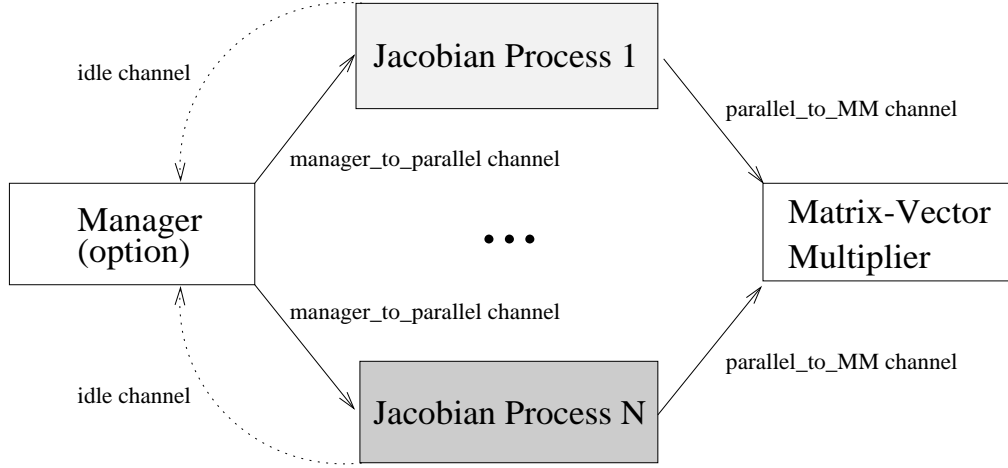 Jacobian Process 1
idle channel
parallel_to_MM channel
manager_to_parallel channel
Manager
(option)
...
Matrix-Vector
Multiplier
manager_to_parallel channel
parallel_to_MM channel
idle channel
Jacobian Process N